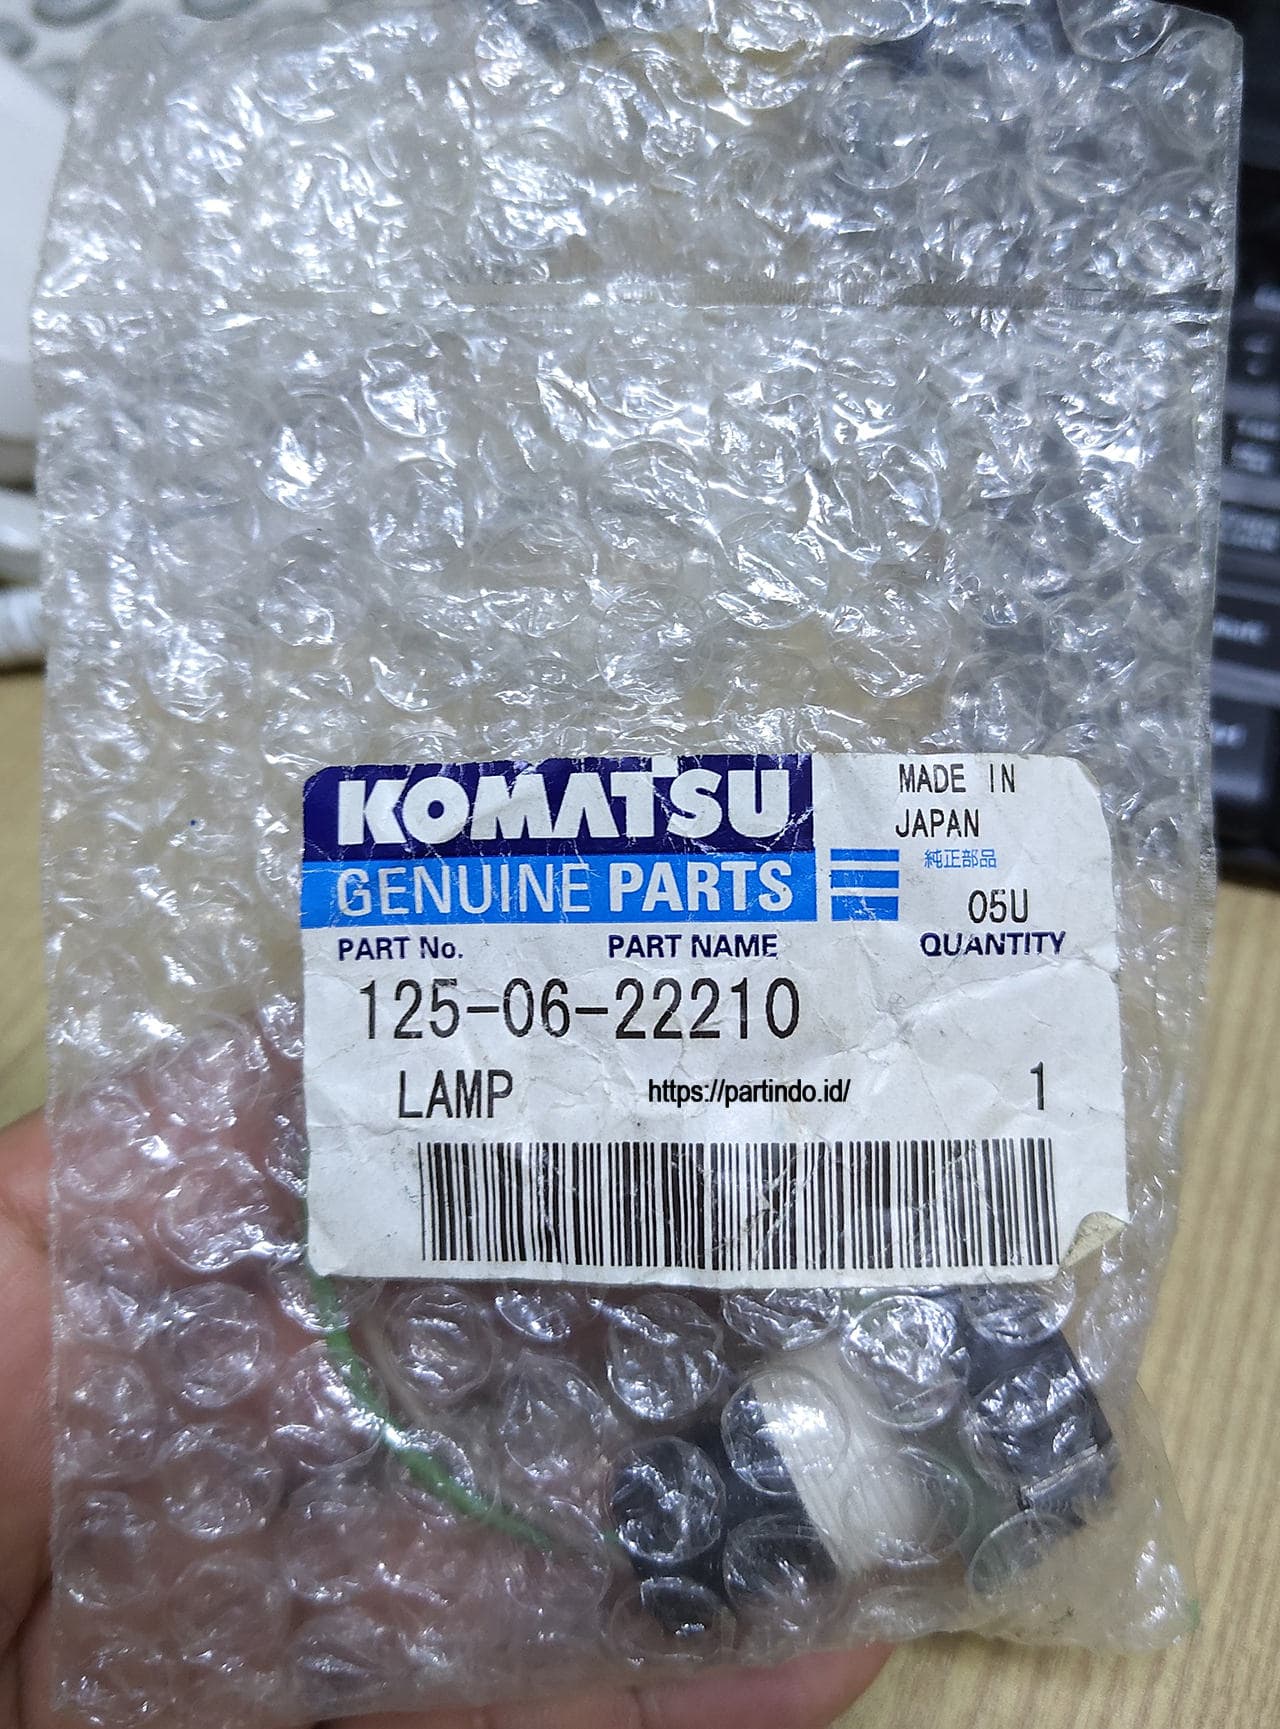 KOMATSU
GENUINE PARTS
MADE IN
JAPAN
純正部品
05U
PART No.
PART NAME
QUANTITY
125-06-22210
LAMP
https://partindo.id/
1